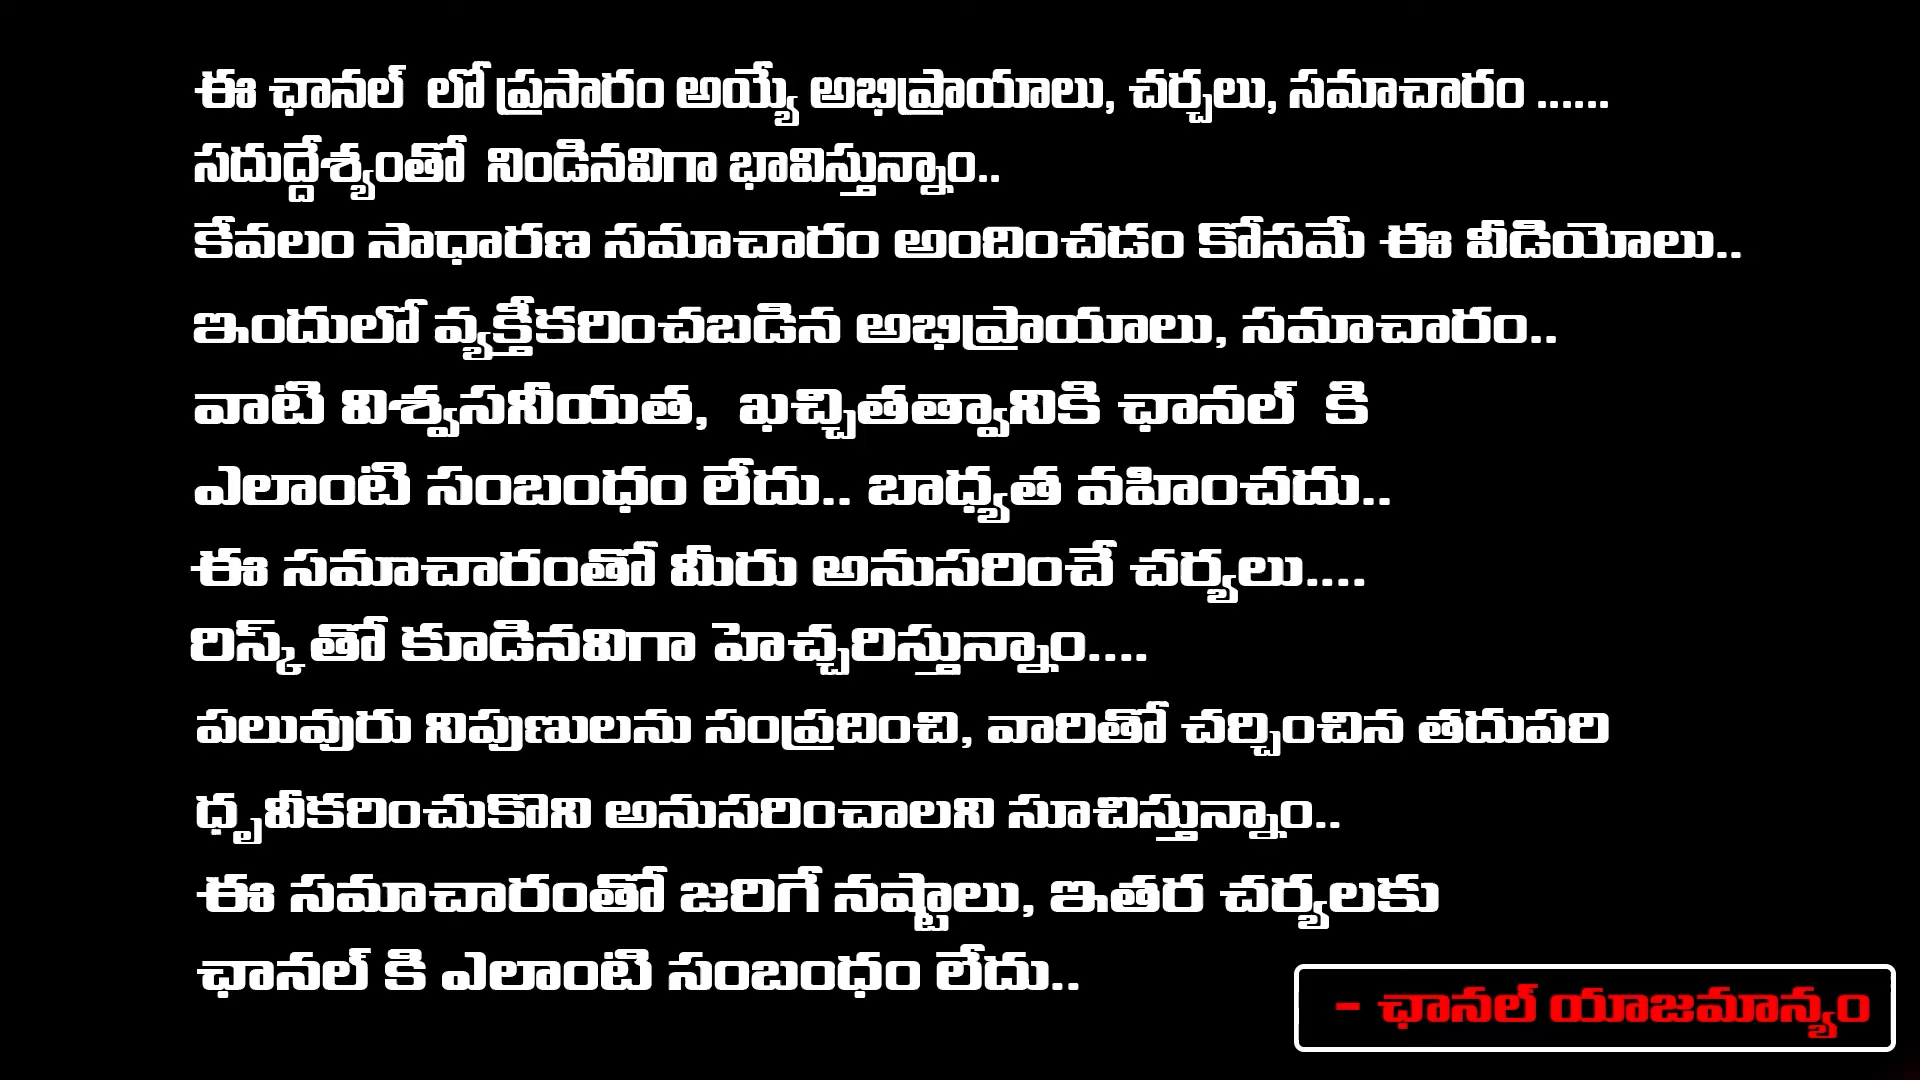 ఈ ఛానల్ లో ప్రసారం అయ్యే అభిప్రాయాలు, చర్చలు, సమాచారం ......
సదుద్దేశ్యంతో నిండినవిగా భావిస్తున్నాం..
కేవలం సాధారణ సమాచారం అందించడం కోసమే ఈ వీడియోలు..
ఇందులో వ్యక్తీకరించబడిన అభిప్రాయాలు, సమాచారం..
వాటి విశ్వసనీయత, ఖచ్చితత్వానికి ఛానల్ కి
ఎలాంటి సంబంధం లేదు.. బాధ్యత వహించదు..
ఈ సమాచారంతో మీరు అనుసరించే చర్యలు....
రిస్క్ తో కూడినవిగా హెచ్చరిస్తున్నాం....
పలువురు నిపుణులను సంప్రదించి, వారితో చర్చించిన తదుపరి
ధృవీకరించుకొని అనుసరించాలని సూచిస్తున్నాం..
ఈ సమాచారంతో జరిగే నష్టాలు, ఇతర చర్యలకు
ఛానల్ కి ఎలాంటి సంబంధం లేదు..
- ఛానల్ యాజమాన్యం